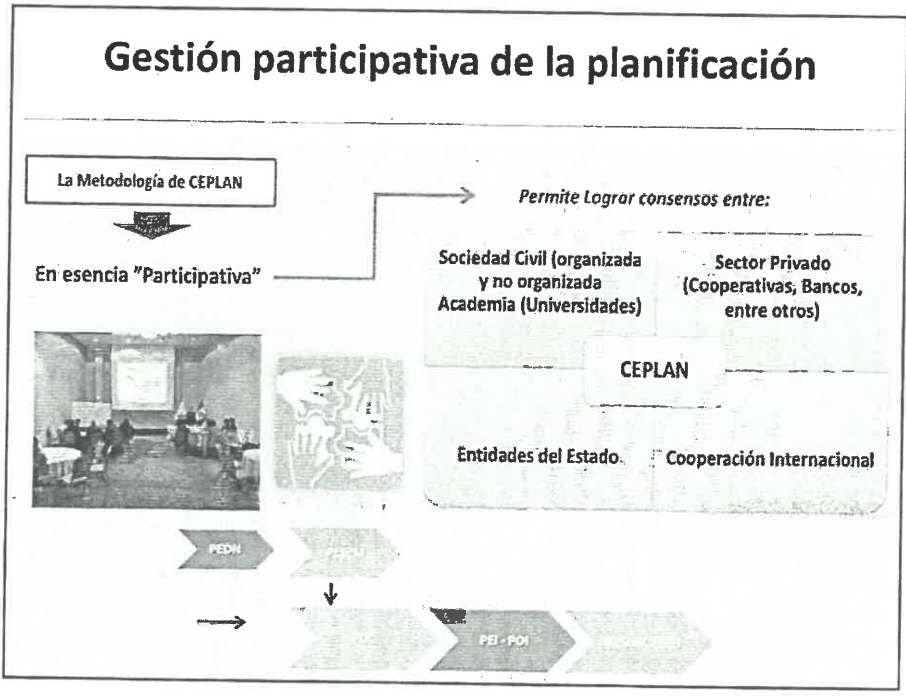 Gestión participativa de la planificación
La Metodología de CEPLAN
En esencia "Participativa"
Permite Lograr consensos entre:
Sociedad Civil (organizada
y no organizada
Academia (Universidades)
Sector Privado
(Cooperativas, Bancos,
entre otros)
CEPLAN
Entidades del Estado
Cooperación Internacional
PEDN
PEI - POI